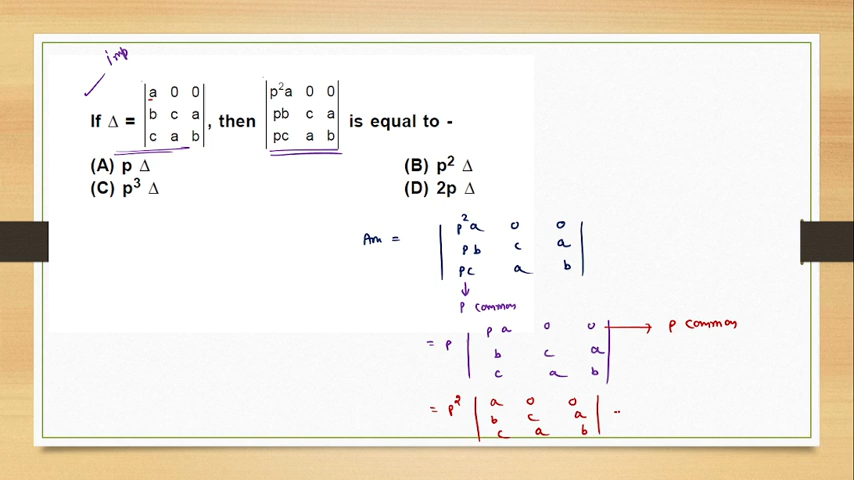 imp
If Δ = | a 0 0 | , then | p²a 0 0 | is equal to -
| b c a | | pb c a |
| c a b | | pc a b |
(A) p Δ (B) p² Δ
(C) p³ Δ (D) 2p Δ
= | p²a 0 0 |
| pb c a |
| pc a b |
↓
p common
= p | pa 0 0 | → p common
| b c a |
| c a b |
= p² | a 0 0 | ..
| b c a |
| c a b |